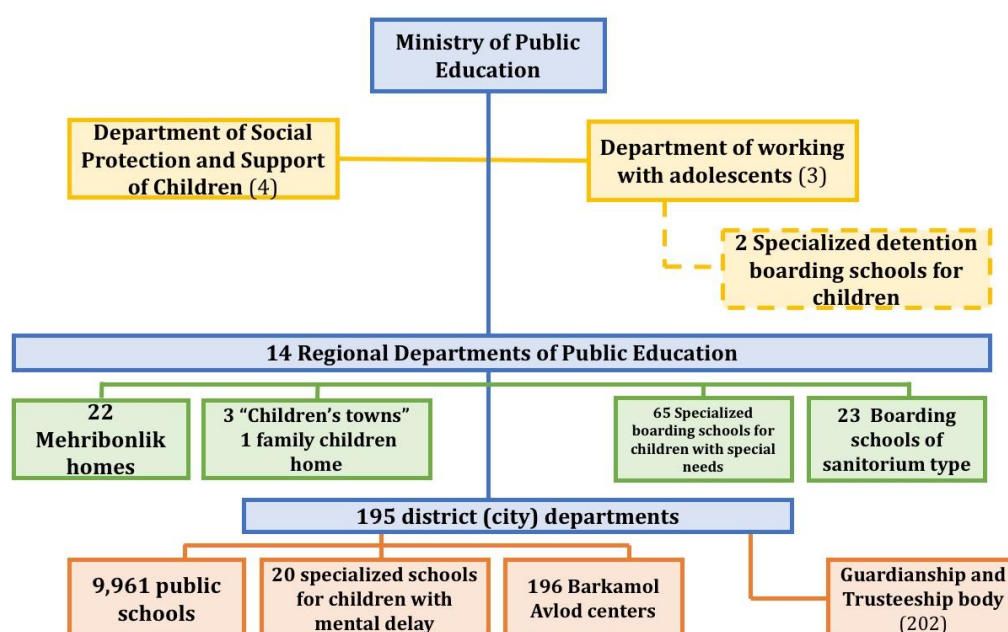 Ministry of Public
Education
Department of Social
Protection and Support
of Children (4)
Department of working
with adolescents (3)
2 Specialized detention
boarding schools for
children
14 Regional Departments of Public Education
22
Mehribonlik
homes
3 “Children’s towns”
1 family children
home
65 Specialized
boarding schools for
children with special
needs
23 Boarding
schools of
sanitorium type
195 district (city) departments
9,961 public
schools
20 specialized schools
for children with
mental delay
196 Barkamol
Avlod centers
Guardianship and
Trusteeship body
(202)